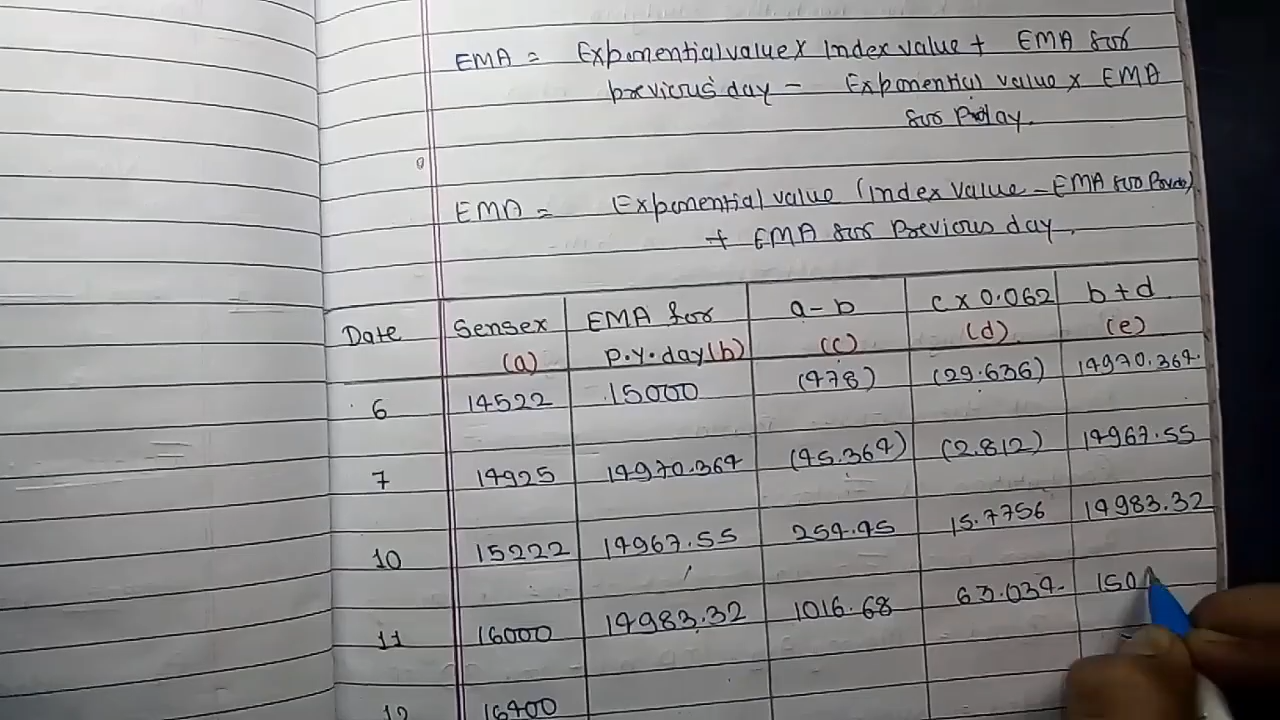 EMA = Exponential value x Index value + EMA for
previous day - Exponential value x EMA
for P.day.
EMA = Exponential value (Index value - EMA for
+ EMA for Previous day.
Date Sensex EMA for a-b c x 0.062 b+d
(a) p.y.day(b) (c) (d) (e)
6 14522 15000 (478) (29.636) 14970.364.
7 14925 14970.364 (45.364) (2.812) 14967.55
10 15222 14967.55 254.45 15.7756 14983.32
11 16000 14983.32 1016.68 63.034. 150
12 16400